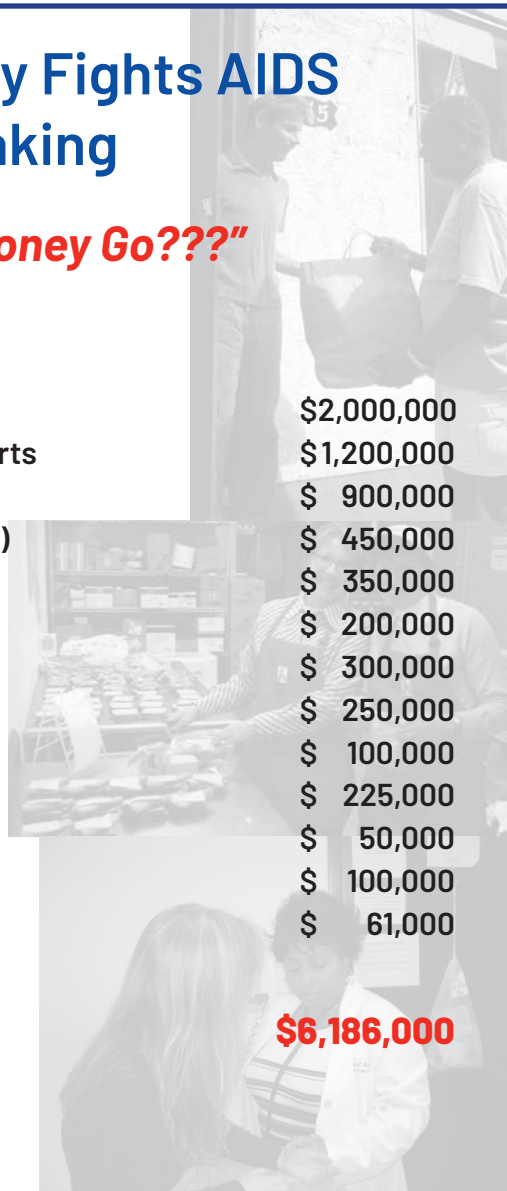 y Fights AIDS
aking
oney Go???”
$2,000,000
rts $1,200,000
$ 900,000
) $ 450,000
$ 350,000
$ 200,000
$ 300,000
$ 250,000
$ 100,000
$ 225,000
$ 50,000
$ 100,000
$ 61,000
$6,186,000